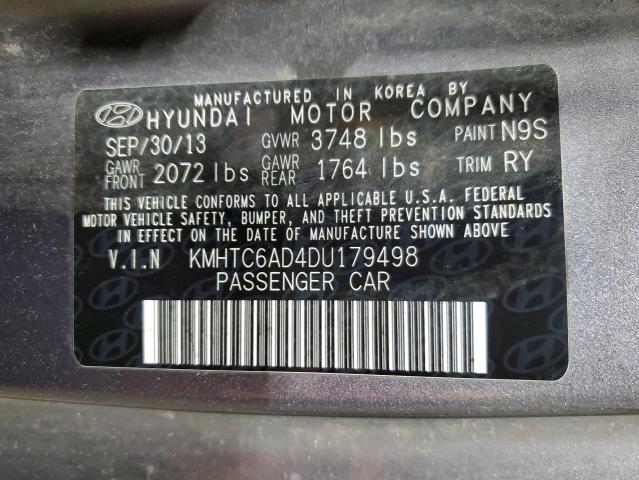 MANUFACTURED IN KOREA BY
HYUNDAI MOTOR COMPANY
SEP/30/13 GVWR 3748 lbs PAINT N9S
GAWR FRONT 2072 lbs GAWR REAR 1764 lbs TRIM RY
THIS VEHICLE CONFORMS TO ALL APPLICABLE U.S.A. FEDERAL
MOTOR VEHICLE SAFETY, BUMPER, AND THEFT PREVENTION STANDARDS
IN EFFECT ON THE DATE OF MANUFACTURE SHOWN ABOVE
V.I.N KMHTC6AD4DU179498
PASSENGER CAR